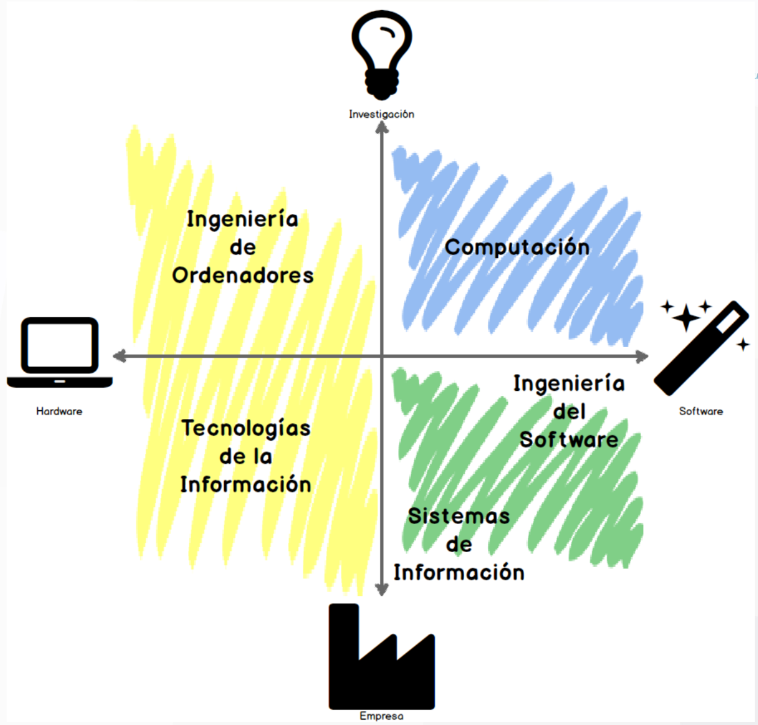 Investigación
Ingeniería
de
Ordenadores
Computación
Hardware
Software
Ingeniería
del
Software
Tecnologías
de la
Información
Sistemas
de
Información
Empresa